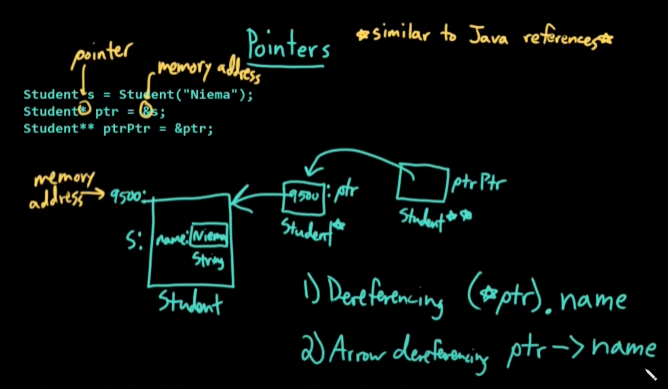 Pointers
*similar to Java references*
pointer
memory address
Student s = Student("Niema");
Student* ptr = &s;
Student** ptrPtr = &ptr;
memory address → 9500:
9500 : ptr
Student*
ptrPtr
Student**
s:
name: Niema
String
Student
1) Dereferencing (*ptr).name
2) Arrow dereferencing ptr->name